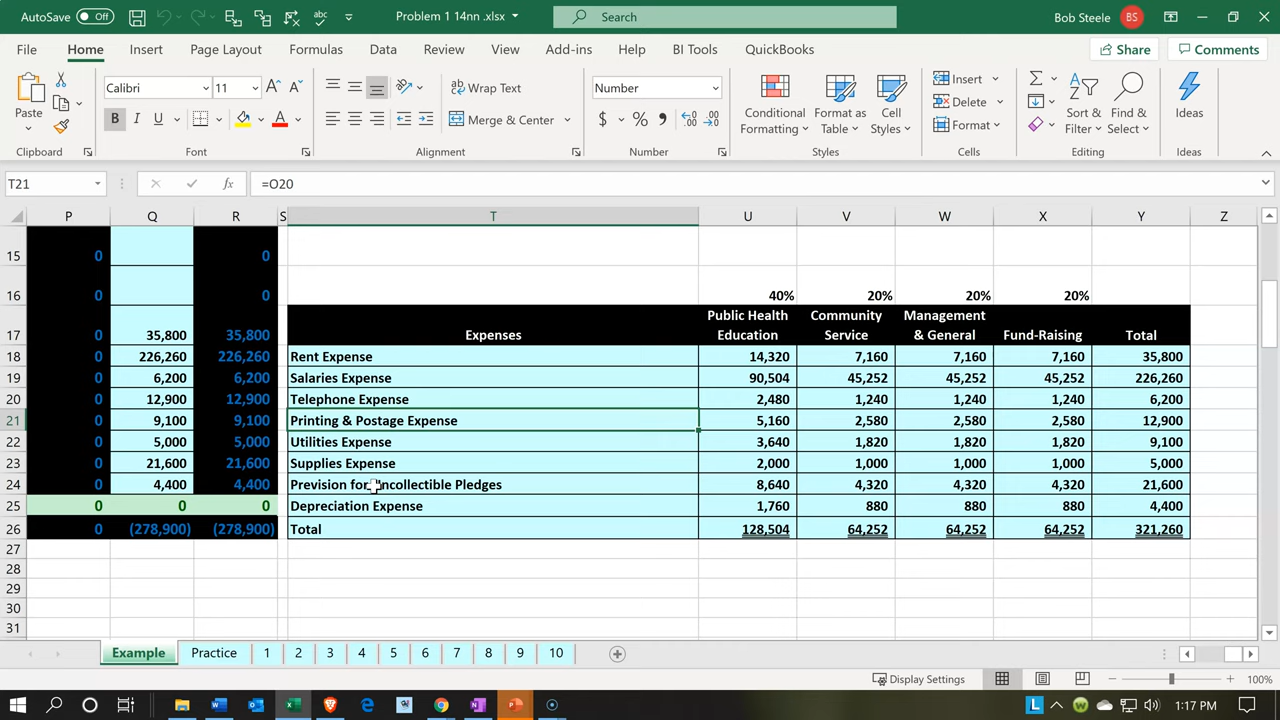 AutoSave Off Problem 1 14nn .xlsx Search Bob Steele BS
File Home Insert Page Layout Formulas Data Review View Add-ins Help BI Tools QuickBooks Share Comments
Paste Calibri 11 Wrap Text Number Conditional Formatting Format as Table Cell Styles Insert Sort & Filter Find & Select Ideas
B I U Merge & Center $ % Delete
Format
Clipboard Font Alignment Number Styles Cells Editing Ideas
T21 fx =O20
P Q R S T U V W X Y Z
15 0 0
16 0 0 40% 20% 20% 20%
17 0 35,800 35,800 Expenses Public Health Education Community Service Management & General Fund-Raising Total
18 0 226,260 226,260 Rent Expense 14,320 7,160 7,160 7,160 35,800
19 0 6,200 6,200 Salaries Expense 90,504 45,252 45,252 45,252 226,260
20 0 12,900 12,900 Telephone Expense 2,480 1,240 1,240 1,240 6,200
21 0 9,100 9,100 Printing & Postage Expense 5,160 2,580 2,580 2,580 12,900
22 0 5,000 5,000 Utilities Expense 3,640 1,820 1,820 1,820 9,100
23 0 21,600 21,600 Supplies Expense 2,000 1,000 1,000 1,000 5,000
24 0 4,400 4,400 Prevision for Uncollectible Pledges 8,640 4,320 4,320 4,320 21,600
25 0 0 0 Depreciation Expense 1,760 880 880 880 4,400
26 0 (278,900) (278,900) Total 128,504 64,252 64,252 64,252 321,260
27
28
29
30
31
Example Practice 1 2 3 4 5 6 7 8 9 10
Display Settings 100%
1:17 PM